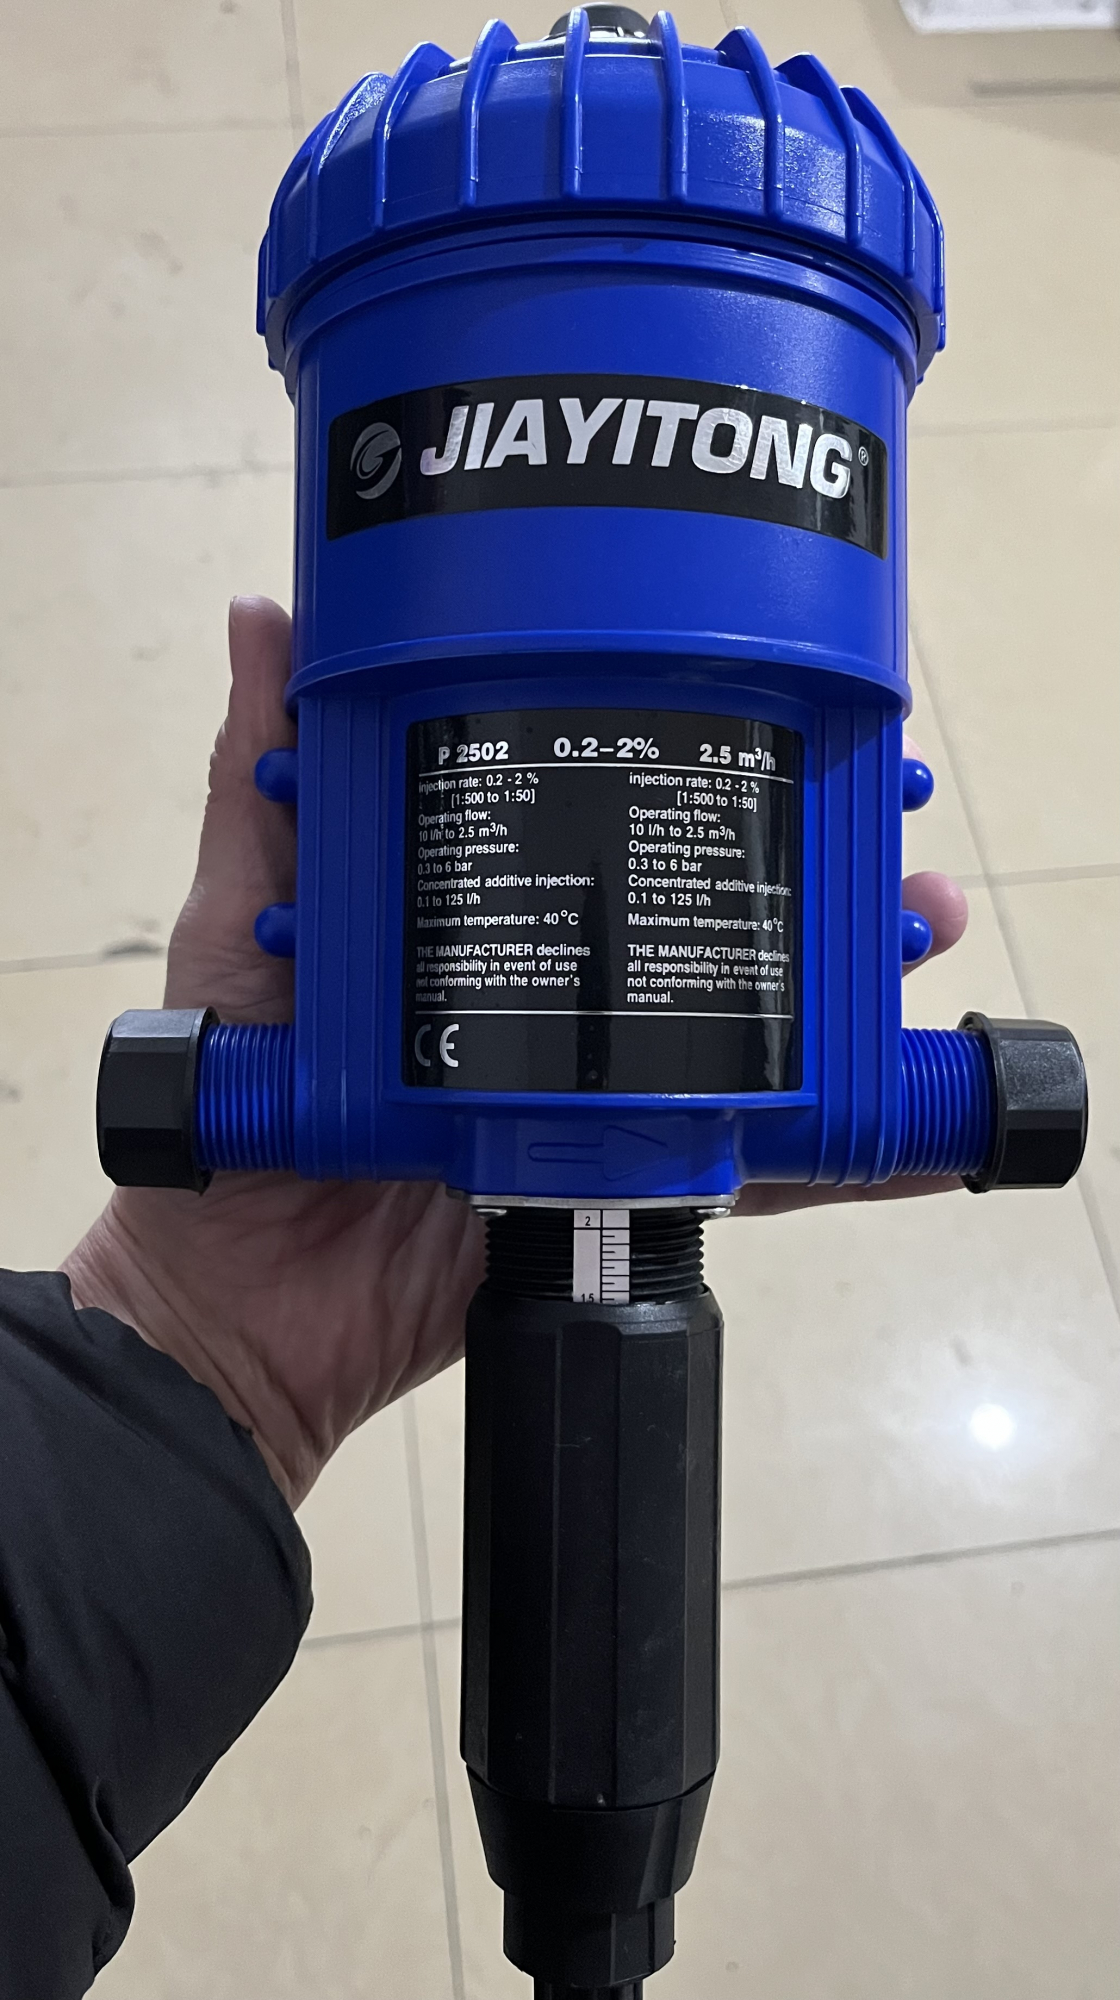 JIAYITONG®
P 2502 0.2–2% 2.5 m³/h
injection rate: 0.2 - 2 %
[1:500 to 1:50]
Operating flow:
10 l/h to 2.5 m³/h
Operating pressure:
0.3 to 6 bar
Concentrated additive injection:
0.1 to 125 l/h
Maximum temperature: 40°C
THE MANUFACTURER declines
all responsibility in event of use
not conforming with the owner's
manual.
injection rate: 0.2 - 2 %
[1:500 to 1:50]
Operating flow:
10 l/h to 2.5 m³/h
Operating pressure:
0.3 to 6 bar
Concentrated additive injection:
0.1 to 125 l/h
Maximum temperature: 40°C
THE MANUFACTURER declines
all responsibility in event of use
not conforming with the owner's
manual.
CE
2
1.5